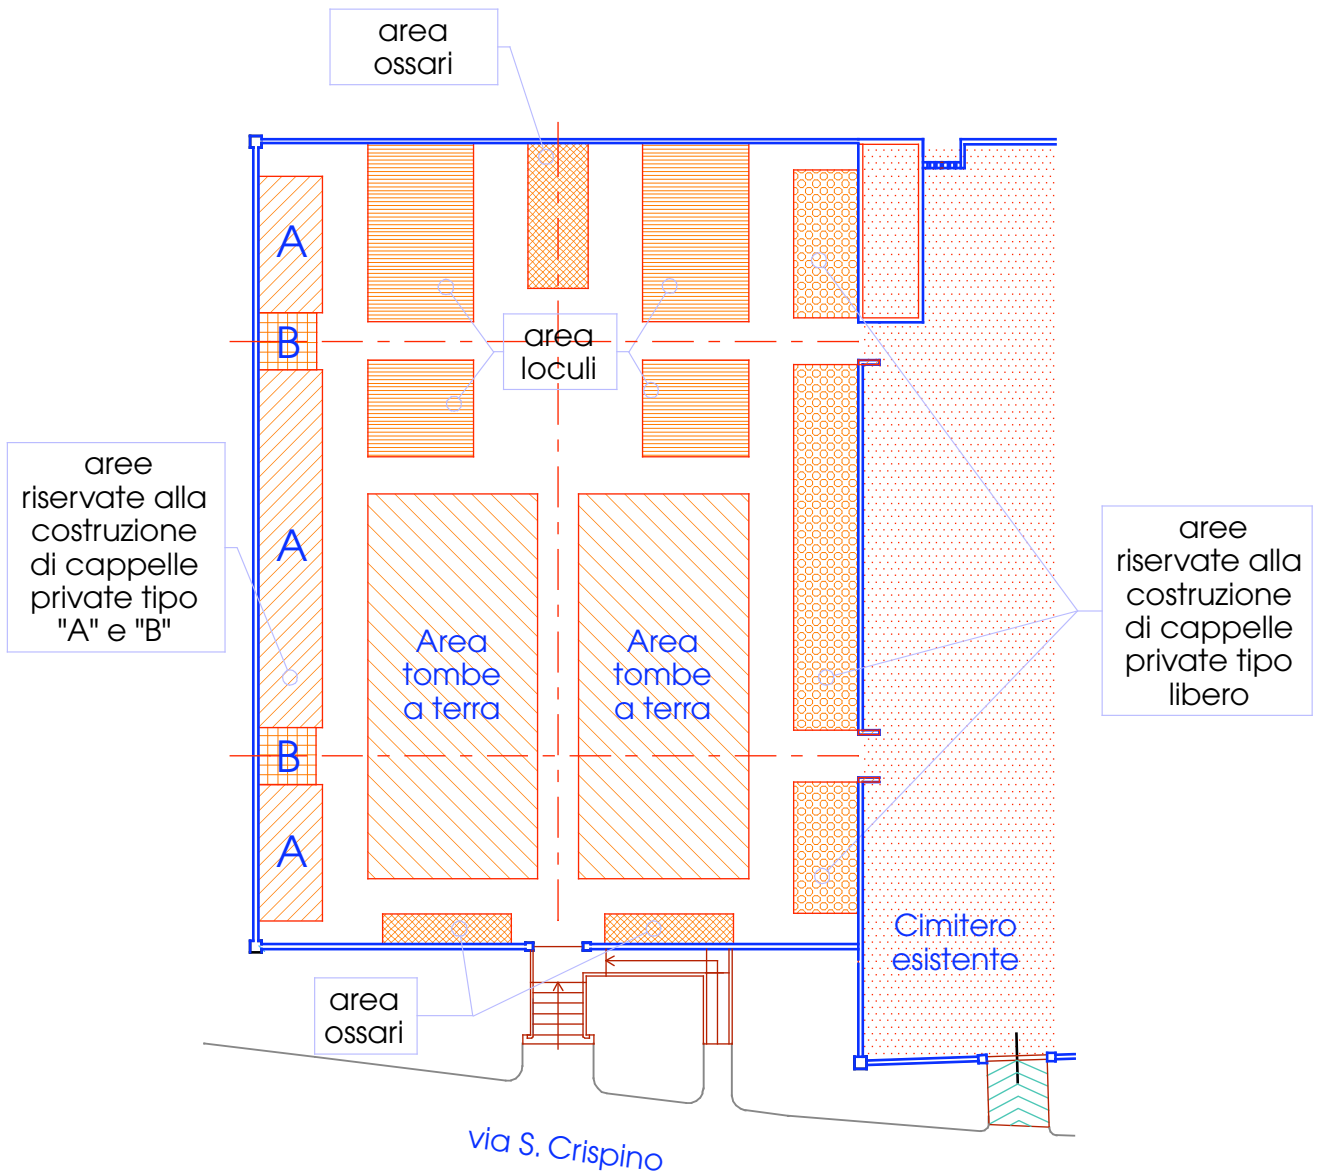 area
ossari
A
B
area
loculi
aree
riservate alla
costruzione
di cappelle
private tipo
"A" e "B"
A
aree
riservate alla
costruzione
di cappelle
private tipo
libero
Area
tombe
a terra
Area
tombe
a terra
B
A
Cimitero
esistente
area
ossari
via S. Crispino